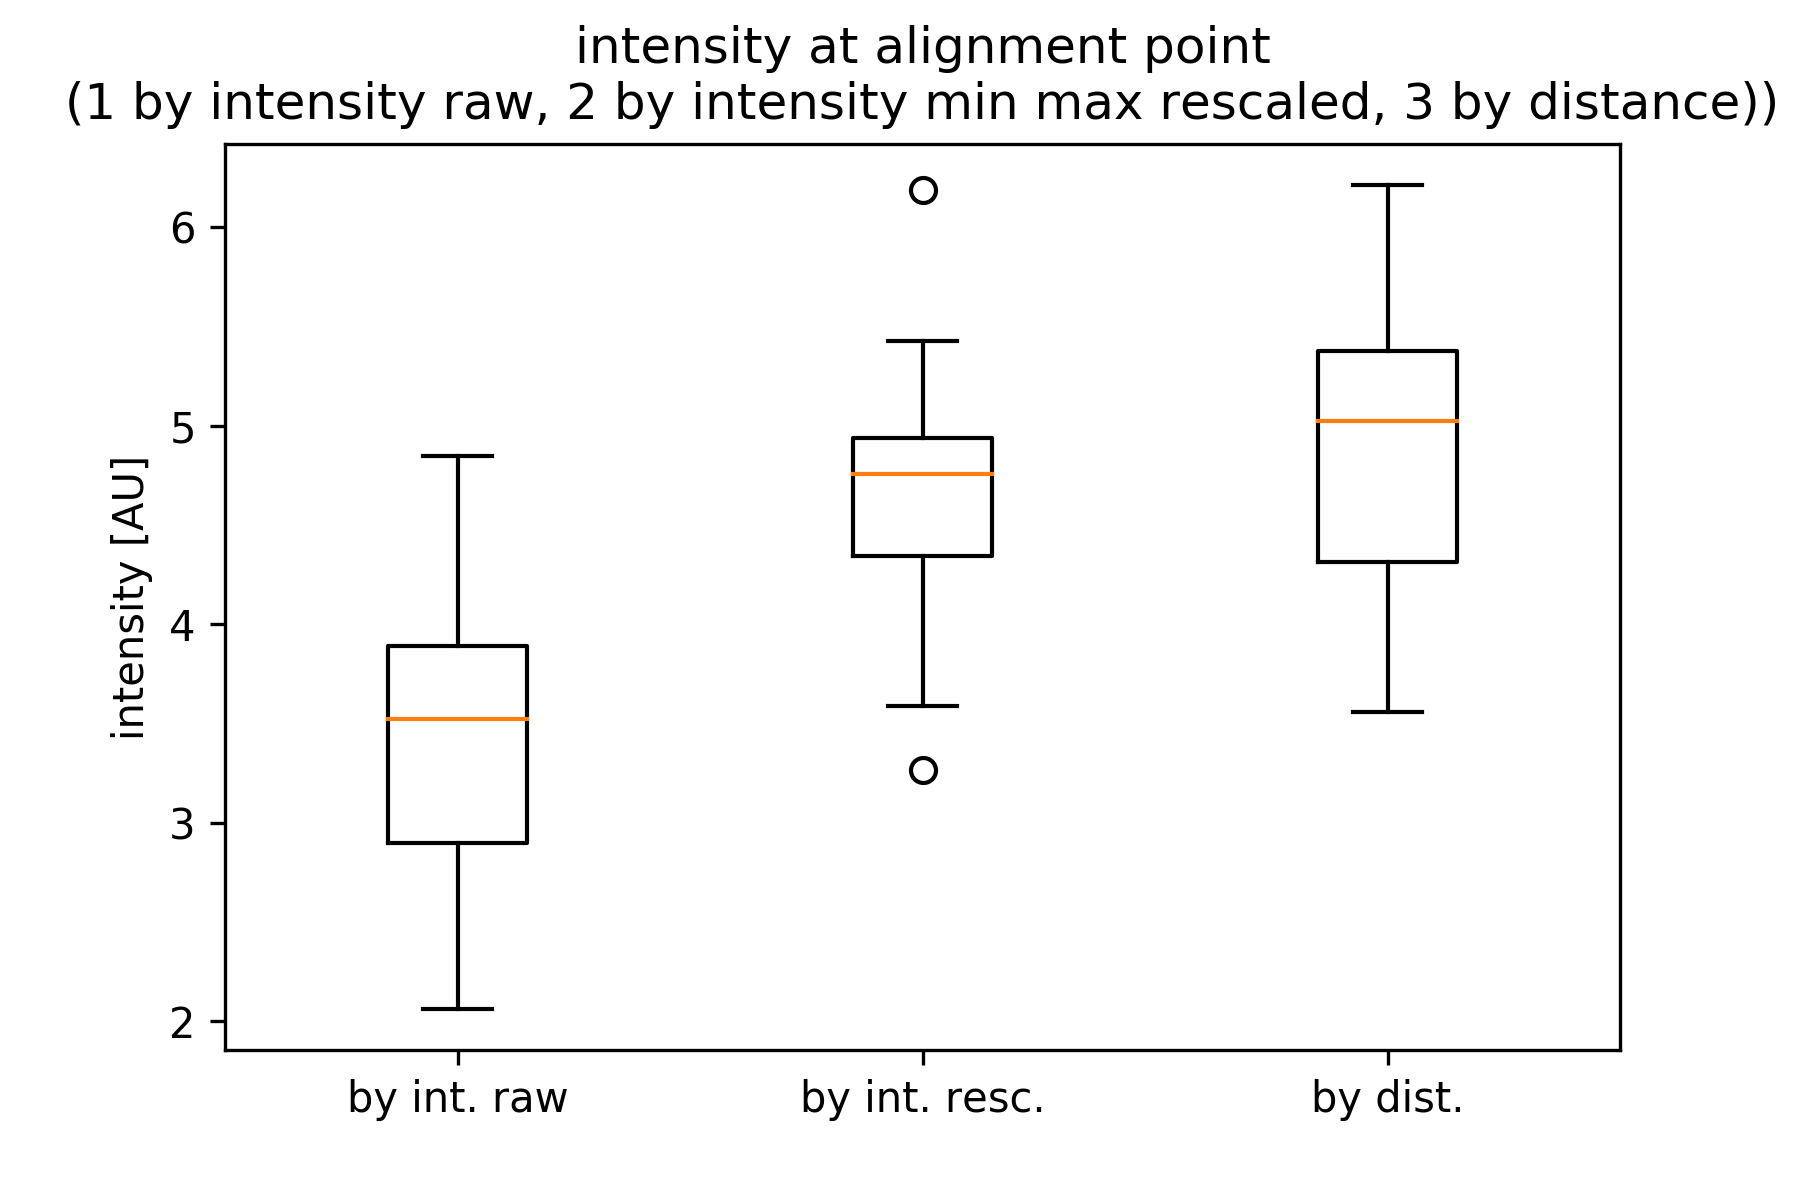 intensity at alignment point
(1 by intensity raw, 2 by intensity min max rescaled, 3 by distance))
intensity [AU]
6
5
4
3
2
by int. raw
by int. resc.
by dist.